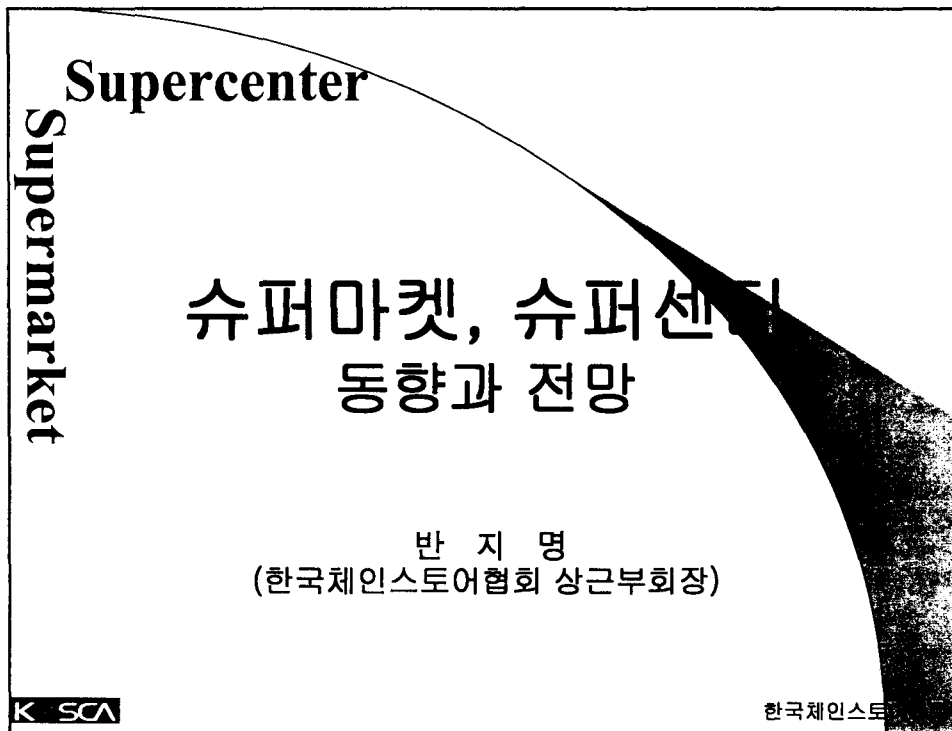 Supercenter
Supermarket
슈퍼마켓, 슈퍼센터
동향과 전망
반 지 명
(한국체인스토어협회 상근부회장)
K SCA
한국체인스토